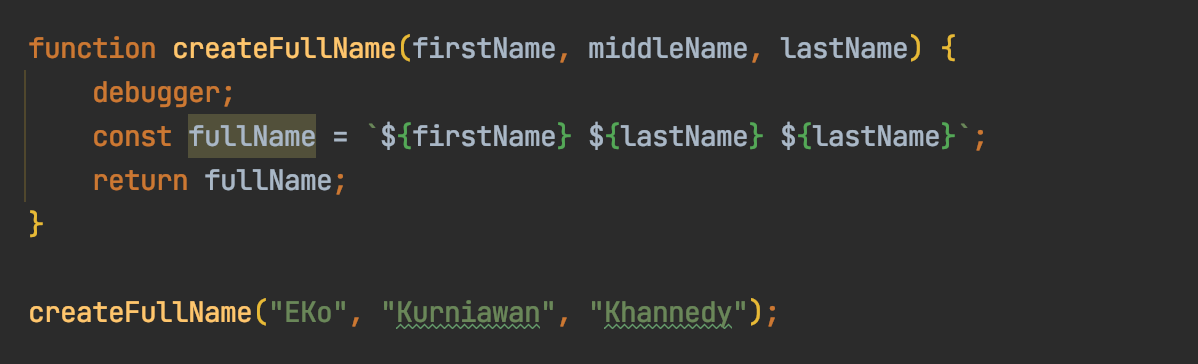 function createFullName(firstName, middleName, lastName) {
    debugger;
    const fullName = `${firstName} ${lastName} ${lastName}`;
    return fullName;
}
createFullName("EKo", "Kurniawan", "Khannedy");